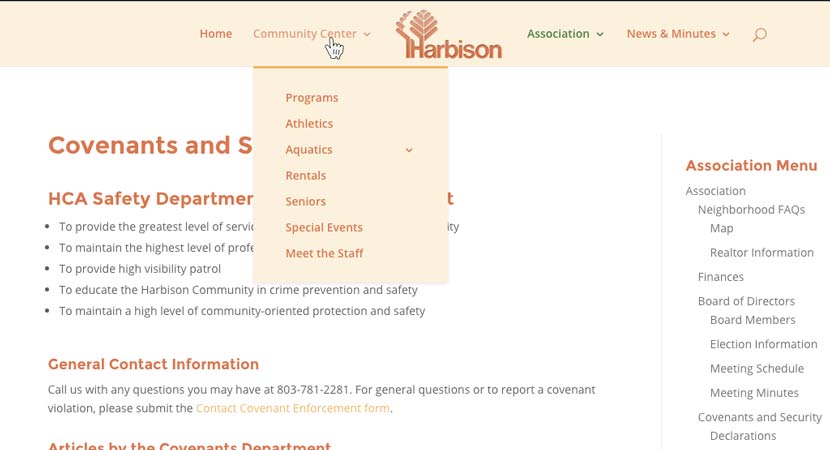 Home
Community Center
Harbison
Association
News & Minutes
Programs
Athletics
Aquatics
Rentals
Seniors
Special Events
Meet the Staff
Covenants and S
HCA Safety Departmen t
To provide the greatest level of servic ity
To maintain the highest level of profe
To provide high visibility patrol
To educate the Harbison Community in crime prevention and safety
To maintain a high level of community-oriented protection and safety
General Contact Information
Call us with any questions you may have at 803-781-2281. For general questions or to report a covenant
violation, please submit the Contact Covenant Enforcement form.
Articles by the Covenants Department
Association Menu
Association
Neighborhood FAQs
Map
Realtor Information
Finances
Board of Directors
Board Members
Election Information
Meeting Schedule
Meeting Minutes
Covenants and Security
Declarations